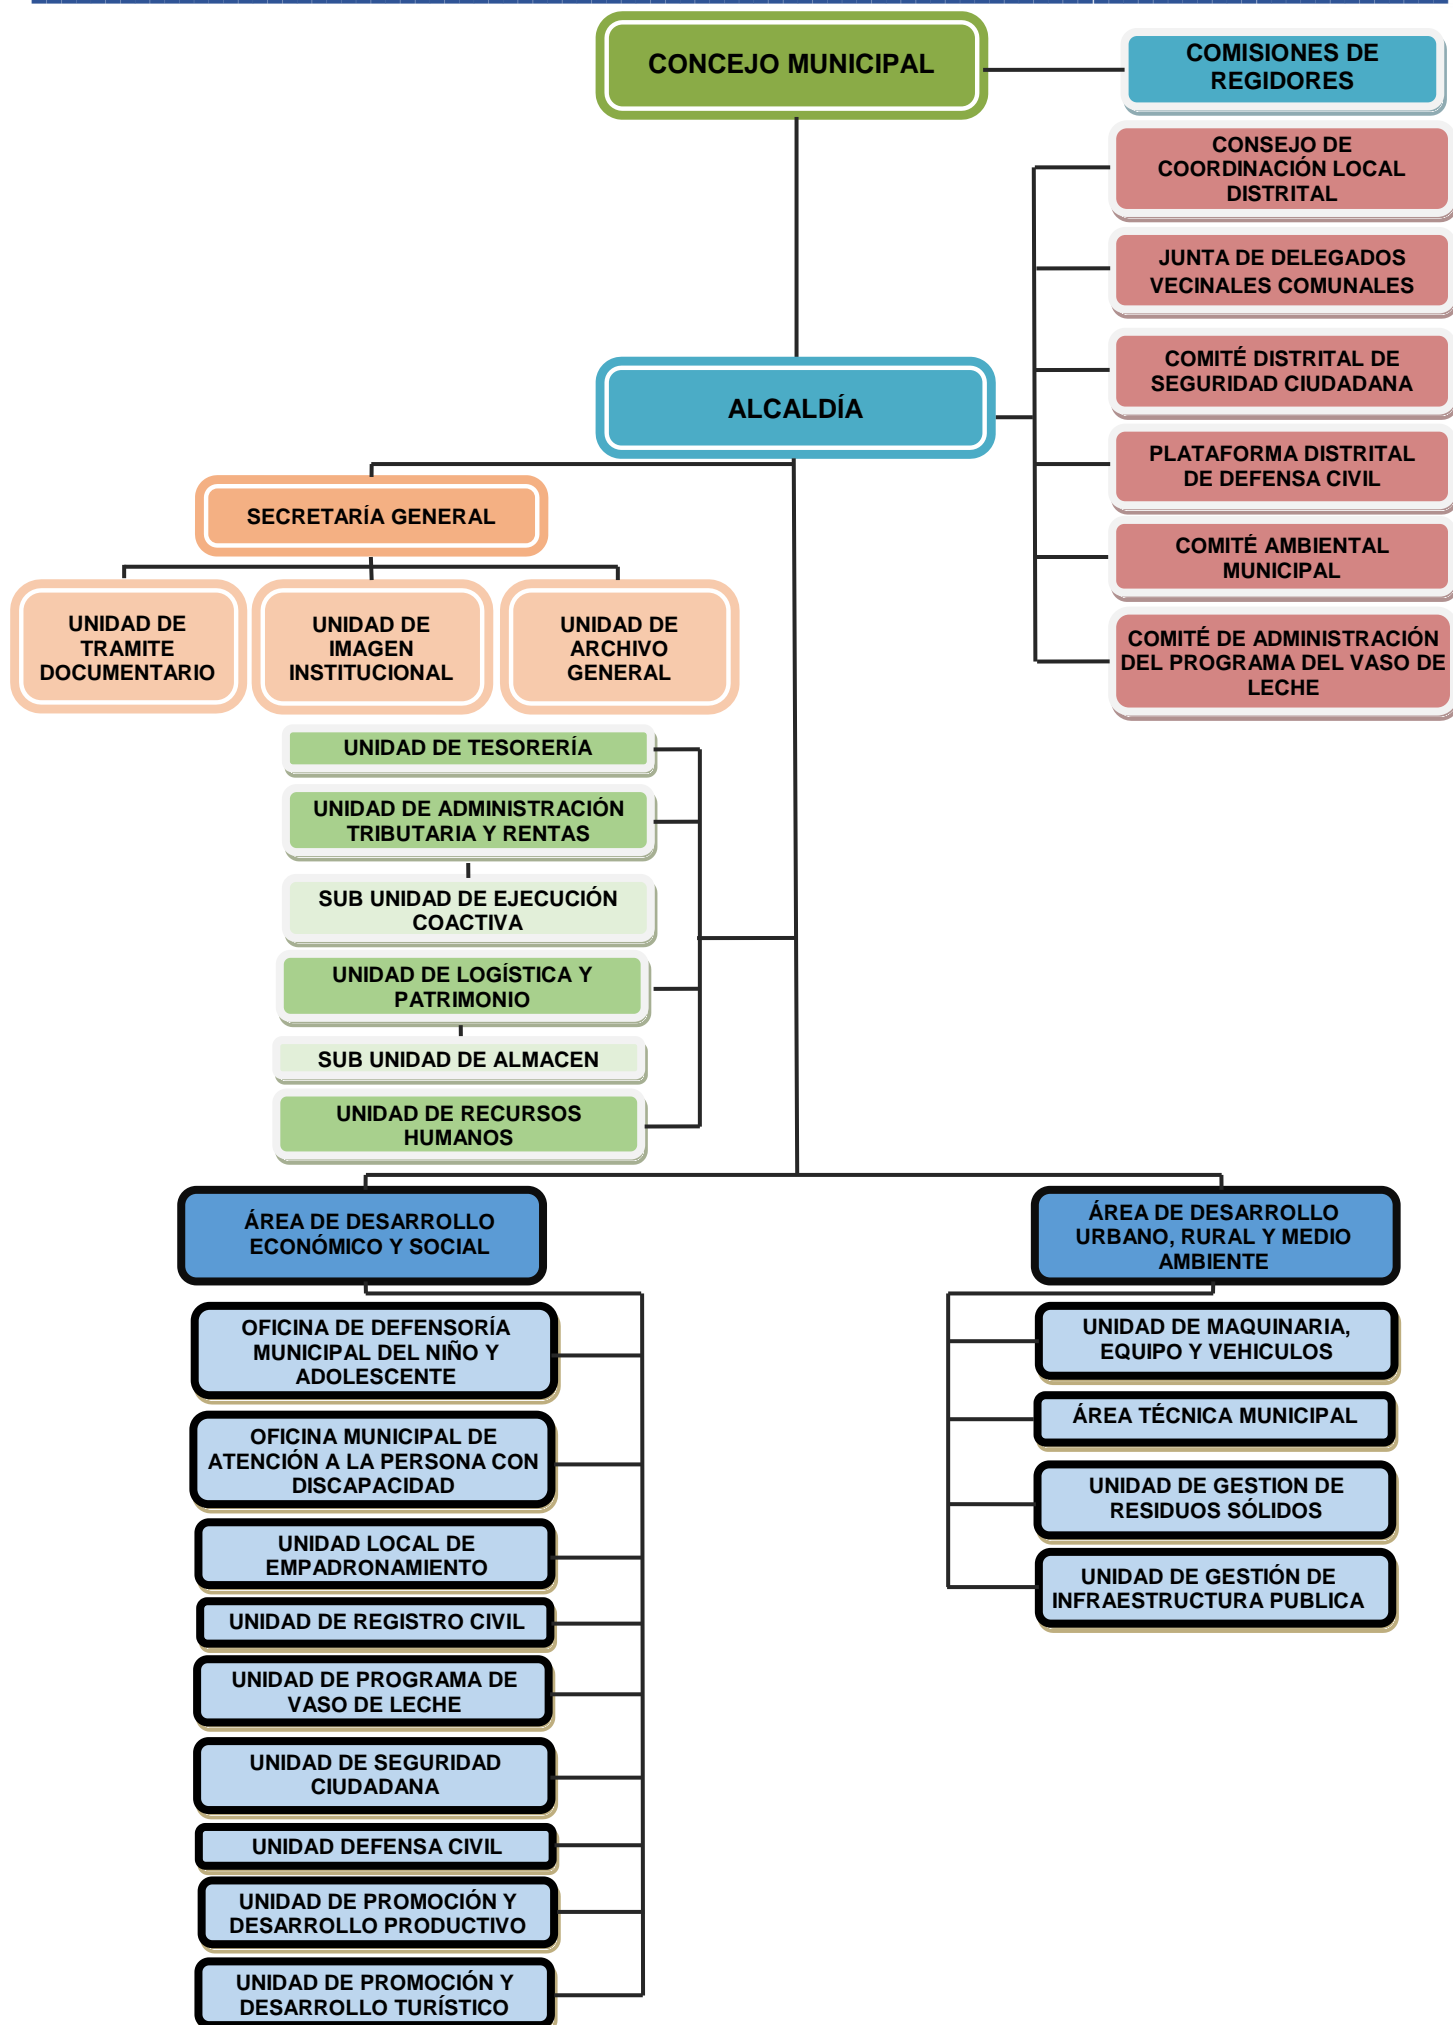 CONCEJO MUNICIPAL
COMISIONES DE
REGIDORES
CONSEJO DE
COORDINACIÓN LOCAL
DISTRITAL
JUNTA DE DELEGADOS
VECINALES COMUNALES
COMITÉ DISTRITAL DE
SEGURIDAD CIUDADANA
PLATAFORMA DISTRITAL
DE DEFENSA CIVIL
COMITÉ AMBIENTAL
MUNICIPAL
COMITÉ DE ADMINISTRACIÓN
DEL PROGRAMA DEL VASO DE
LECHE
ALCALDÍA
SECRETARÍA GENERAL
UNIDAD DE
TRAMITE
DOCUMENTARIO
UNIDAD DE
IMAGEN
INSTITUCIONAL
UNIDAD DE
ARCHIVO
GENERAL
UNIDAD DE TESORERÍA
UNIDAD DE ADMINISTRACIÓN
TRIBUTARIA Y RENTAS
SUB UNIDAD DE EJECUCIÓN
COACTIVA
UNIDAD DE LOGÍSTICA Y
PATRIMONIO
SUB UNIDAD DE ALMACEN
UNIDAD DE RECURSOS
HUMANOS
ÁREA DE DESARROLLO
ECONÓMICO Y SOCIAL
OFICINA DE DEFENSORÍA
MUNICIPAL DEL NIÑO Y
ADOLESCENTE
OFICINA MUNICIPAL DE
ATENCIÓN A LA PERSONA CON
DISCAPACIDAD
UNIDAD LOCAL DE
EMPADRONAMIENTO
UNIDAD DE REGISTRO CIVIL
UNIDAD DE PROGRAMA DE
VASO DE LECHE
UNIDAD DE SEGURIDAD
CIUDADANA
UNIDAD DEFENSA CIVIL
UNIDAD DE PROMOCIÓN Y
DESARROLLO PRODUCTIVO
UNIDAD DE PROMOCIÓN Y
DESARROLLO TURÍSTICO
ÁREA DE DESARROLLO
URBANO, RURAL Y MEDIO
AMBIENTE
UNIDAD DE MAQUINARIA,
EQUIPO Y VEHICULOS
ÁREA TÉCNICA MUNICIPAL
UNIDAD DE GESTION DE
RESIDUOS SÓLIDOS
UNIDAD DE GESTIÓN DE
INFRAESTRUCTURA PUBLICA